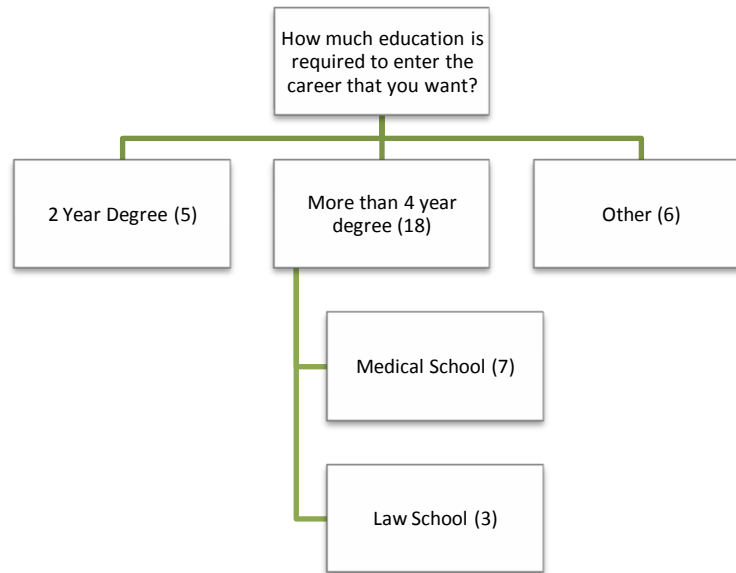 How much education is
required to enter the
career that you want?
2 Year Degree (5)
More than 4 year
degree (18)
Other (6)
Medical School (7)
Law School (3)